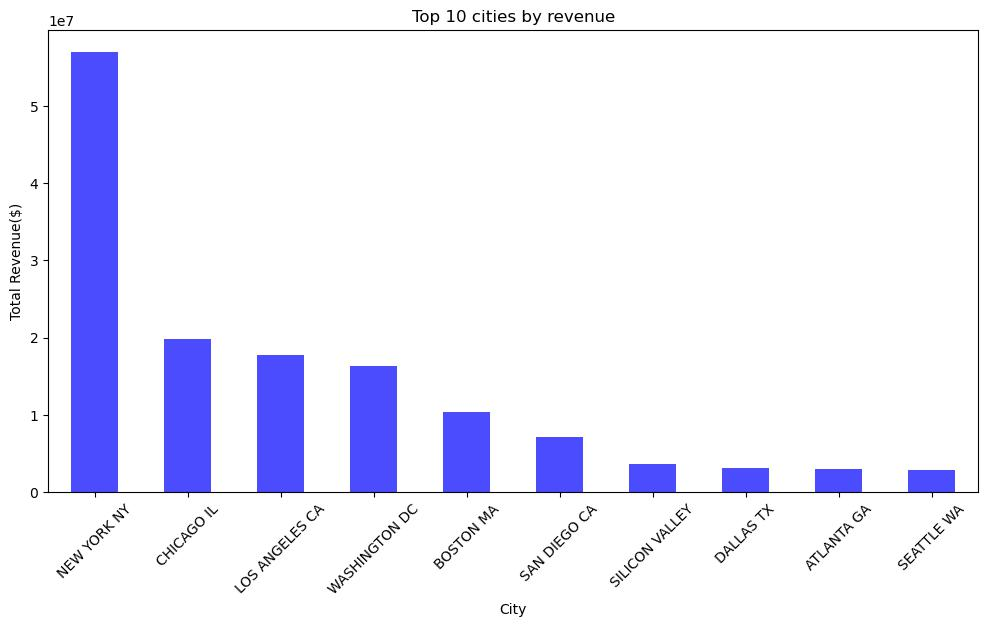 Top 10 cities by revenue
1e7
Total Revenue($)
5
4
3
2
1
0
NEW YORK NY
CHICAGO IL
LOS ANGELES CA
WASHINGTON DC
BOSTON MA
SAN DIEGO CA
SILICON VALLEY
DALLAS TX
ATLANTA GA
SEATTLE WA
City